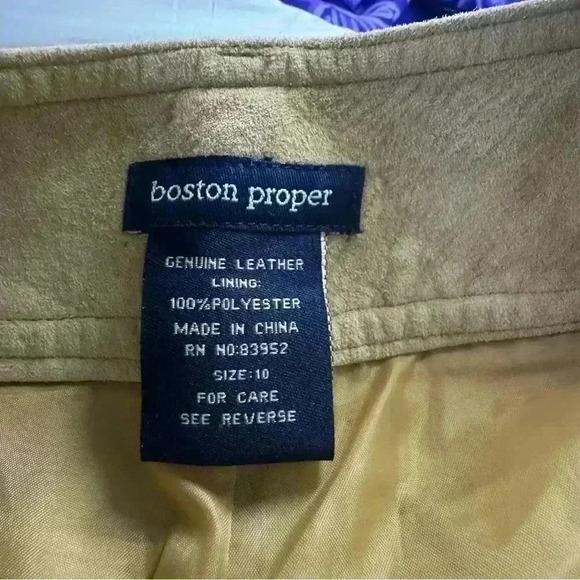 boston proper
GENUINE LEATHER
LINING:
100%POLYESTER
MADE IN CHINA
RN NO:83952
SIZE:10
FOR CARE
SEE REVERSE